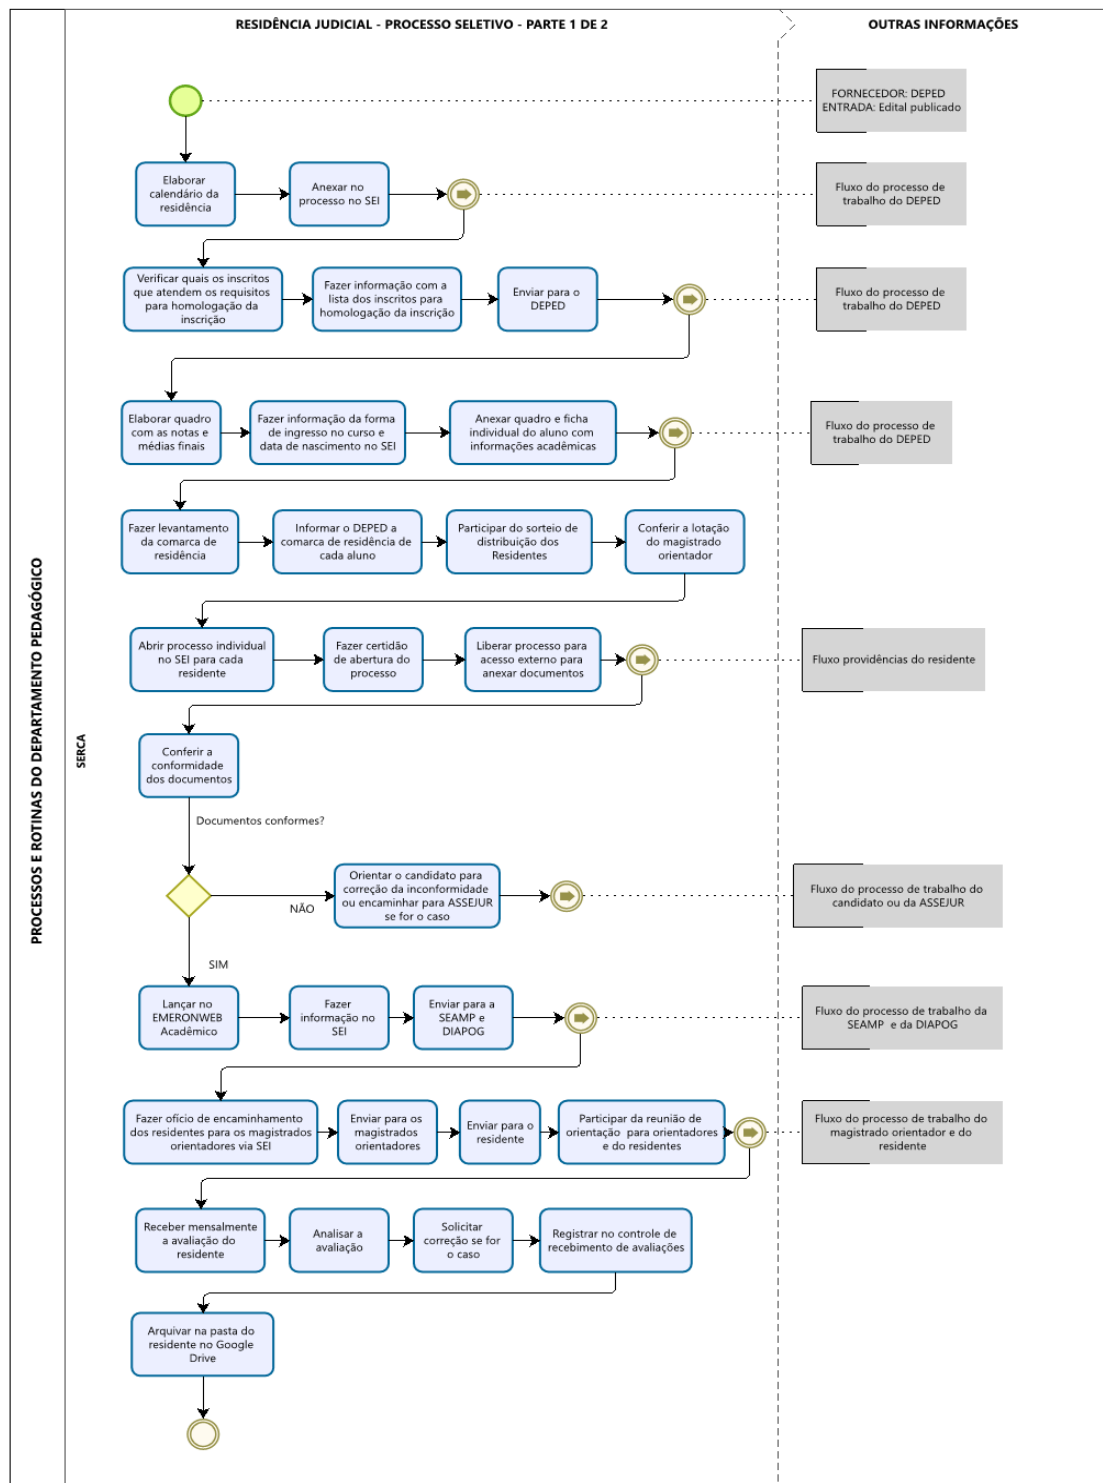 RESIDÊNCIA JUDICIAL - PROCESSO SELETIVO - PARTE 1 DE 2
OUTRAS INFORMAÇÕES
PROCESSOS E ROTINAS DO DEPARTAMENTO PEDAGÓGICO
SERCA
FORNECEDOR: DEPED
ENTRADA: Edital publicado
Elaborar
calendário da
residência
Anexar no
processo no SEI
Fluxo do processo de
trabalho do DEPED
Verificar quais os inscritos
que atendem os requisitos
para homologação da
inscrição
Fazer informação com a
lista dos inscritos para
homologação da inscrição
Enviar para o
DEPED
Fluxo do processo de
trabalho do DEPED
Elaborar quadro
com as notas e
médias finais
Fazer informação da forma
de ingresso no curso e
data de nascimento no SEI
Anexar quadro e ficha
individual do aluno com
informações acadêmicas
Fluxo do processo de
trabalho do DEPED
Fazer levantamento
da comarca de
residência
Informar o DEPED a
comarca de residência de
cada aluno
Participar do sorteio de
distribuição dos
Residentes
Conferir a lotação
do magistrado
orientador
Abrir processo individual
no SEI para cada
residente
Fazer certidão
de abertura do
processo
Liberar processo para
acesso externo para
anexar documentos
Fluxo providências do residente
Conferir a
conformidade
dos documentos
Documentos conformes?
NÃO
Orientar o candidato para
correção da inconformidade
ou encaminhar para ASSEJUR
se for o caso
Fluxo do processo de trabalho do
candidato ou da ASSEJUR
SIM
Lançar no
EMERONWEB
Acadêmico
Fazer
informação no
SEI
Enviar para a
SEAMP e
DIAPOG
Fluxo do processo de trabalho da
SEAMP e da DIAPOG
Fazer ofício de encaminhamento
dos residentes para os magistrados
orientadores via SEI
Enviar para os
magistrados
orientadores
Enviar para o
residente
Participar da reunião de
orientação para orientadores
e do residentes
Fluxo do processo de trabalho do
magistrado orientador e do
residente
Receber mensalmente
a avaliação do
residente
Analisar a
avaliação
Solicitar
correção se for
o caso
Registrar no controle de
recebimento de avaliações
Arquivar na pasta do
residente no Google
Drive